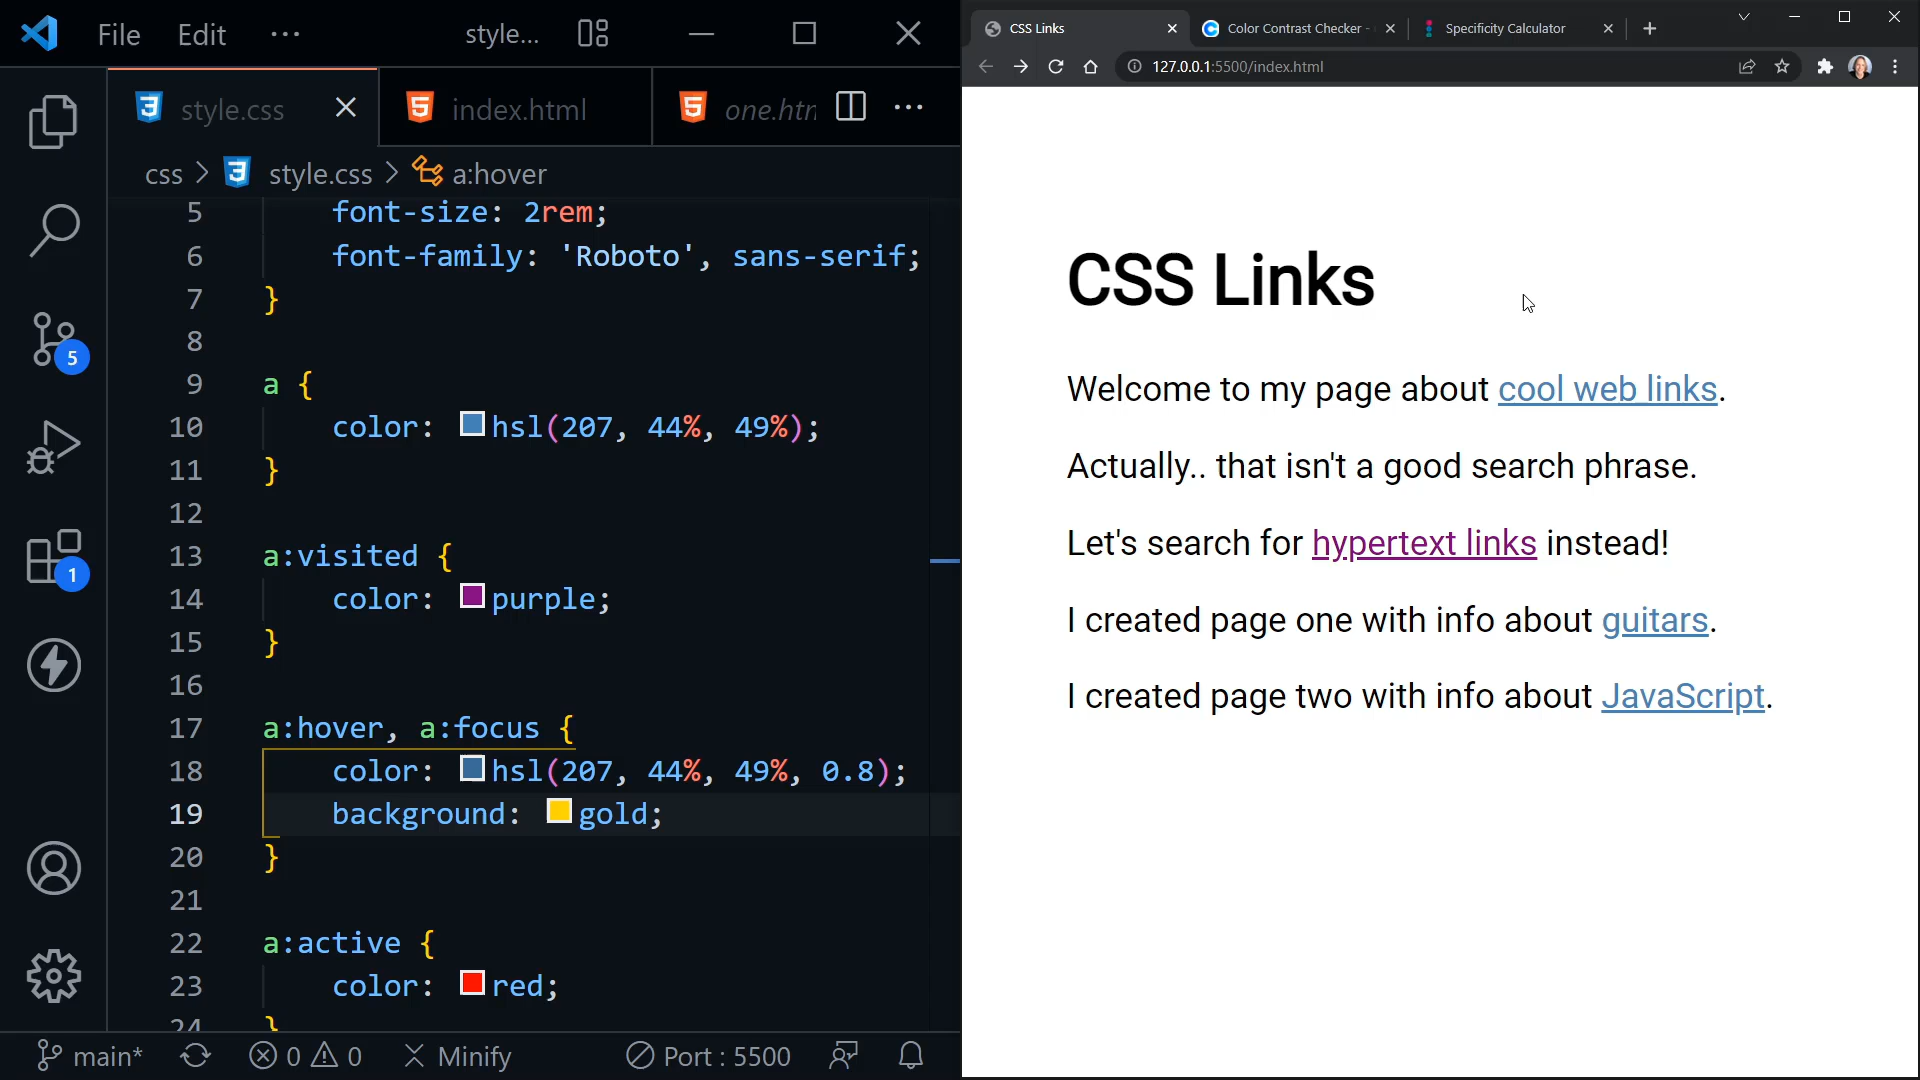 File Edit ··· style...
style.css index.html one.htm
css > style.css > a:hover
5 font-size: 2rem;
6 font-family: 'Roboto', sans-serif;
7 }
8
9 a {
10 color: hsl(207, 44%, 49%);
11 }
12
13 a:visited {
14 color: purple;
15 }
16
17 a:hover, a:focus {
18 color: hsl(207, 44%, 49%, 0.8);
19 background: gold;
20 }
21
22 a:active {
23 color: red;
24 }
5
1
main* 0 0 Minify Port : 5500
CSS Links Color Contrast Checker - Specificity Calculator
127.0.0.1:5500/index.html
CSS Links
Welcome to my page about cool web links.
Actually.. that isn't a good search phrase.
Let's search for hypertext links instead!
I created page one with info about guitars.
I created page two with info about JavaScript.